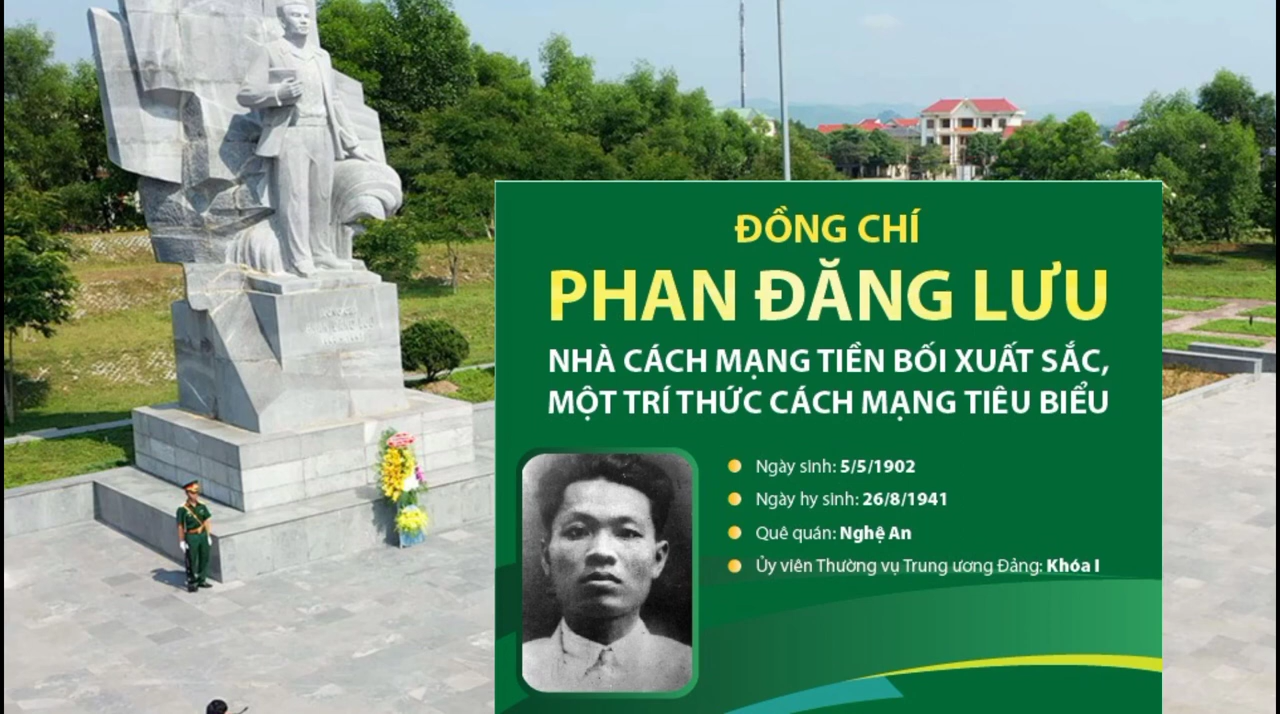 ĐỒNG CHÍ
PHAN ĐĂNG LƯU
NHÀ CÁCH MẠNG TIỀN BỐI XUẤT SẮC,
MỘT TRÍ THỨC CÁCH MẠNG TIÊU BIỂU
Ngày sinh: 5/5/1902
Ngày hy sinh: 26/8/1941
Quê quán: Nghệ An
Ủy viên Thường vụ Trung ương Đảng: Khóa I